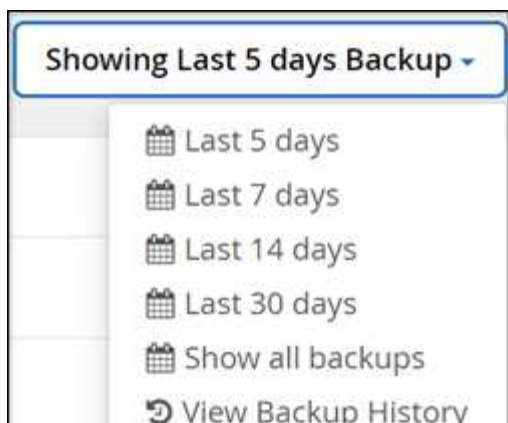 Showing Last 5 days Backup
Last 5 days
Last 7 days
Last 14 days
Last 30 days
Show all backups
View Backup History